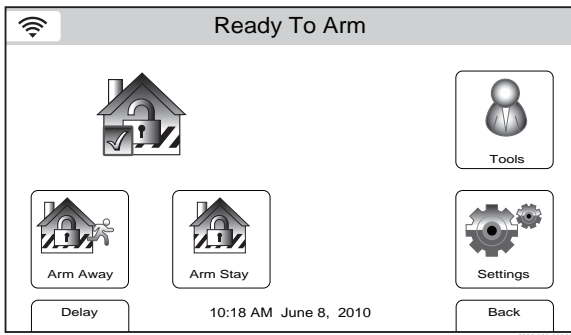 Ready To Arm
Tools
Arm Away
Arm Stay
Settings
Delay
10:18 AM June 8, 2010
Back